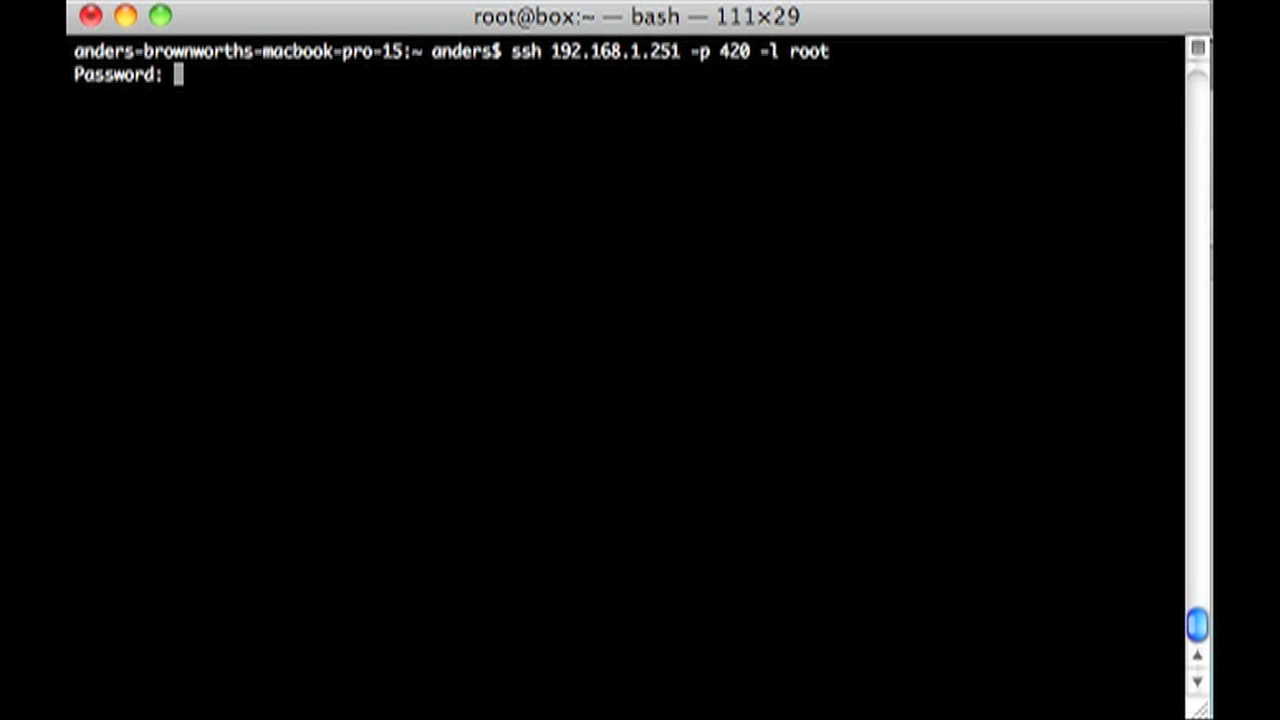 root@box:~ — bash — 111×29
anders-brownworths-macbook-pro-15:~ anders$ ssh 192.168.1.251 -p 420 -l root
Password: